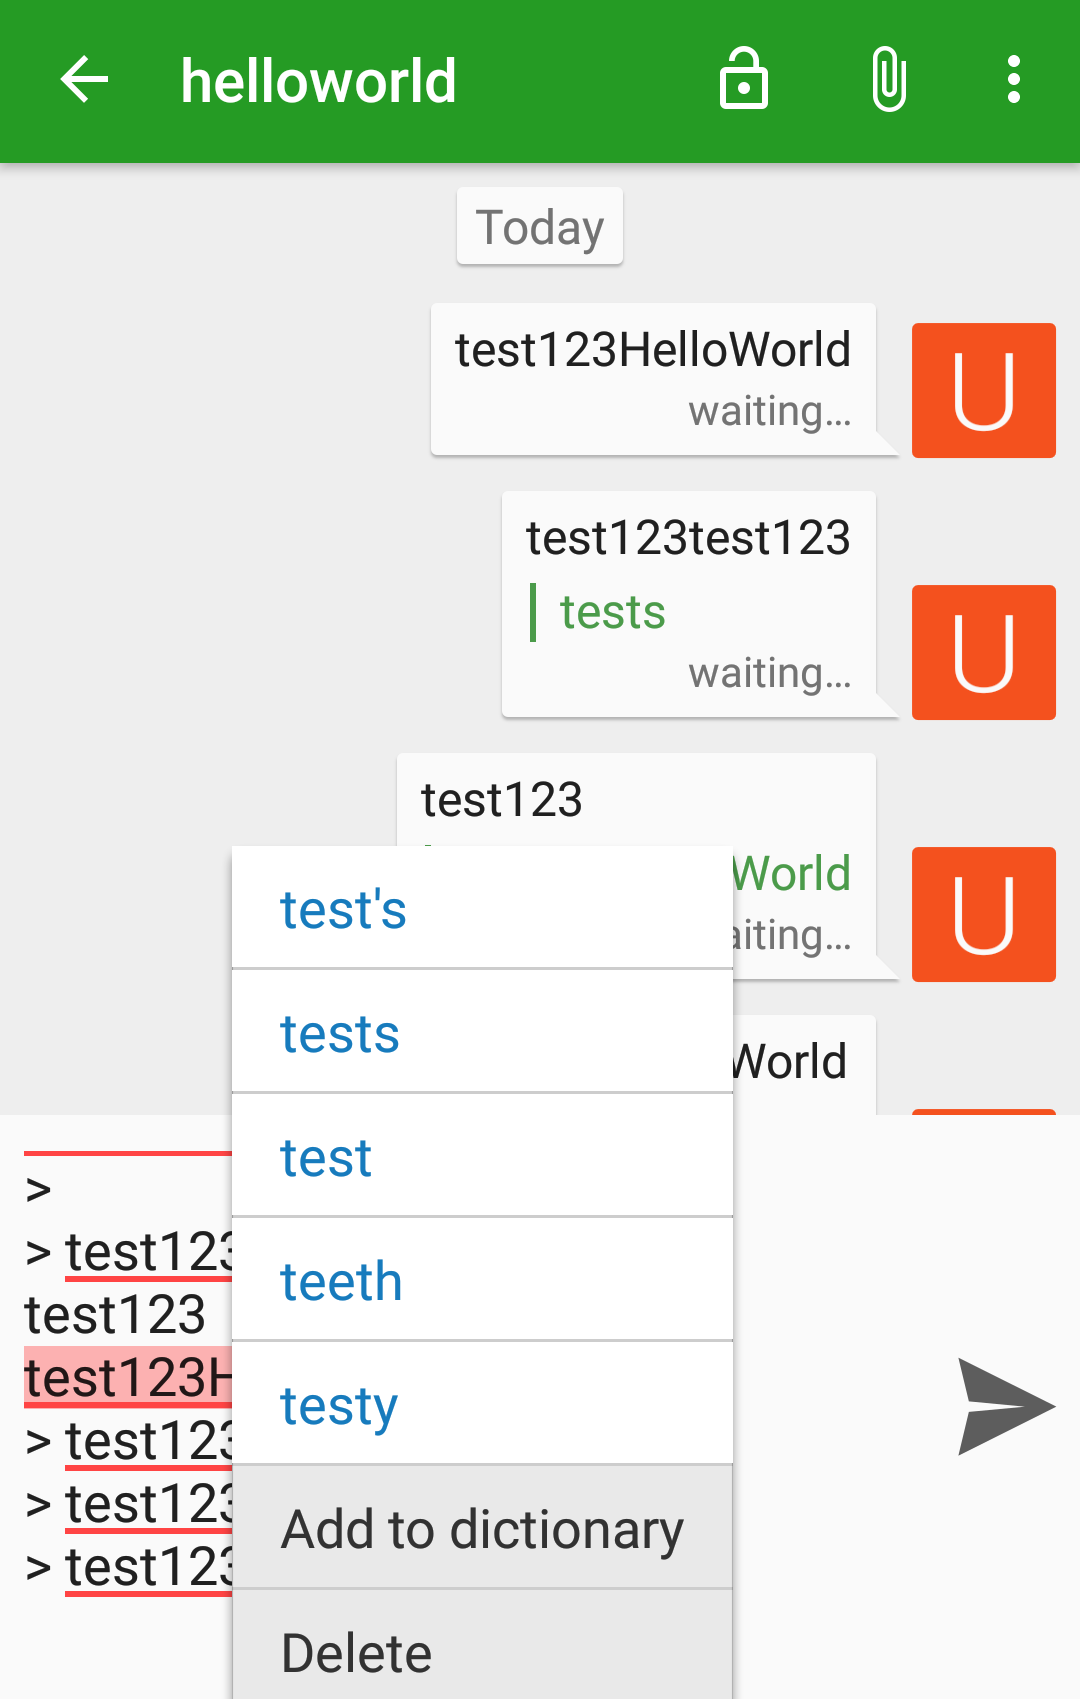 helloworld
Today
test123HelloWorld
waiting...
U
test123test123
tests
waiting...
U
test123
World
aiting...
U
World
test's
tests
test
teeth
testy
Add to dictionary
Delete
>
> test123
test123
test123H
> test123
> test123
> test123